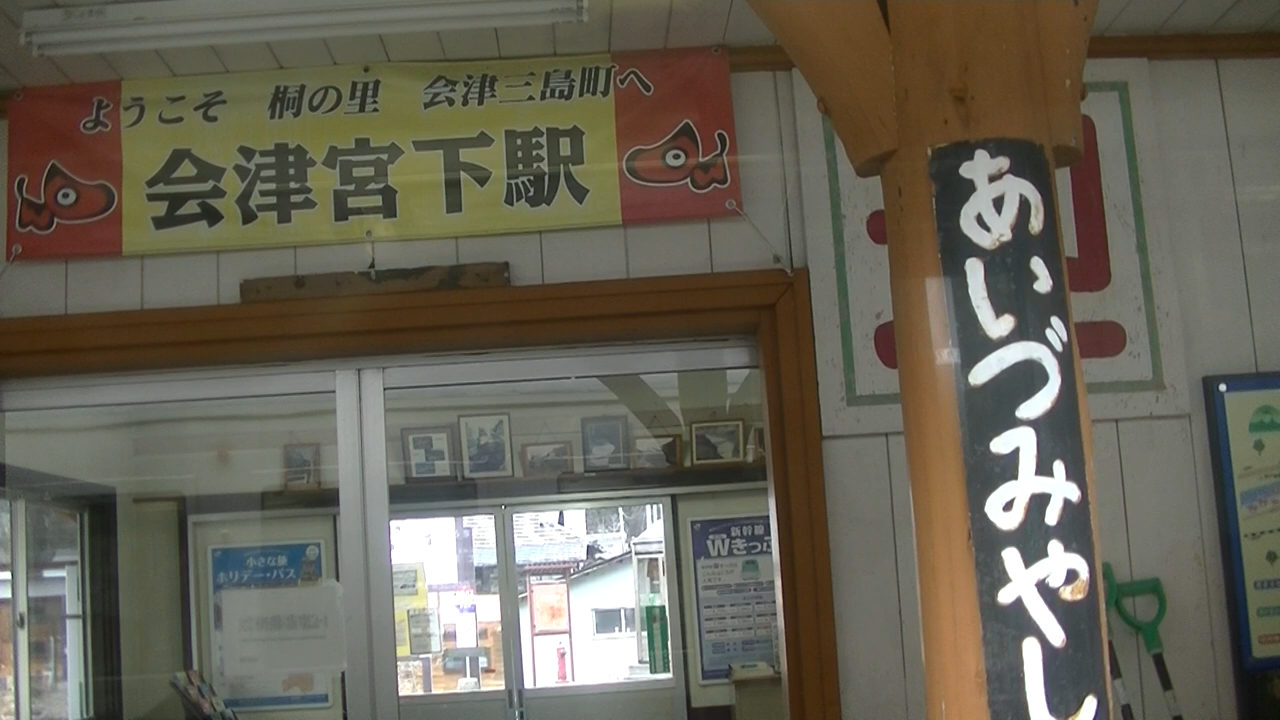 ようこそ 桐の里 会津三島町へ
会津宮下駅
あいづみやし
小さな旅
ホリデー・パス
新幹線
Wきっぷ